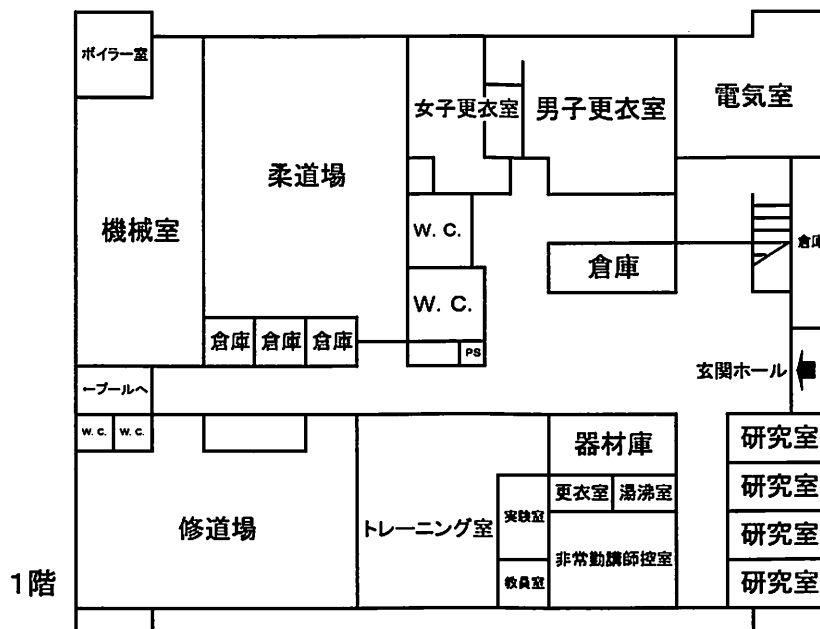 ボイラー室
女子更衣室
男子更衣室
電気室
柔道場
機械室
W. C.
倉庫
倉庫
W. C.
倉庫
倉庫
倉庫
PS
玄関ホール
←プールへ
W. C.
W. C.
器材庫
研究室
更衣室
湯沸室
研究室
実験室
修道場
トレーニング室
研究室
非常勤講師控室
教員室
研究室
1階